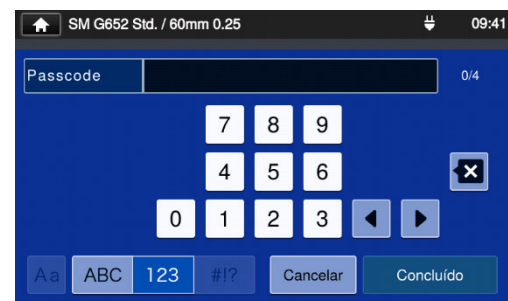 SM G652 Std. / 60mm 0.25 09:41
Passcode 0/4
7 8 9
4 5 6
0 1 2 3
Aa ABC 123 #!? Cancelar Concluído